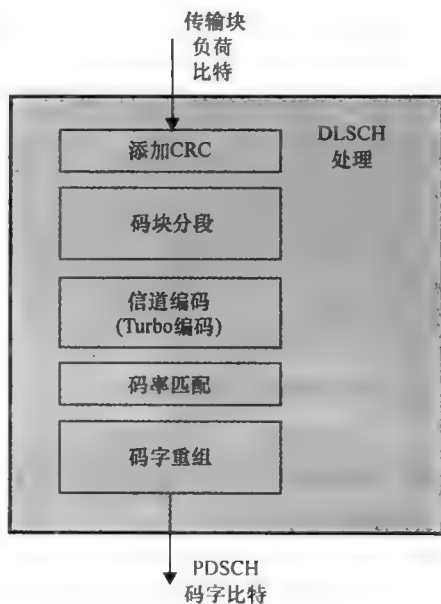 传输块
负荷
比特
DLSCH
处理
添加CRC
码块分段
信道编码
(Turbo编码)
码率匹配
码字重组
PDSCH
码字比特